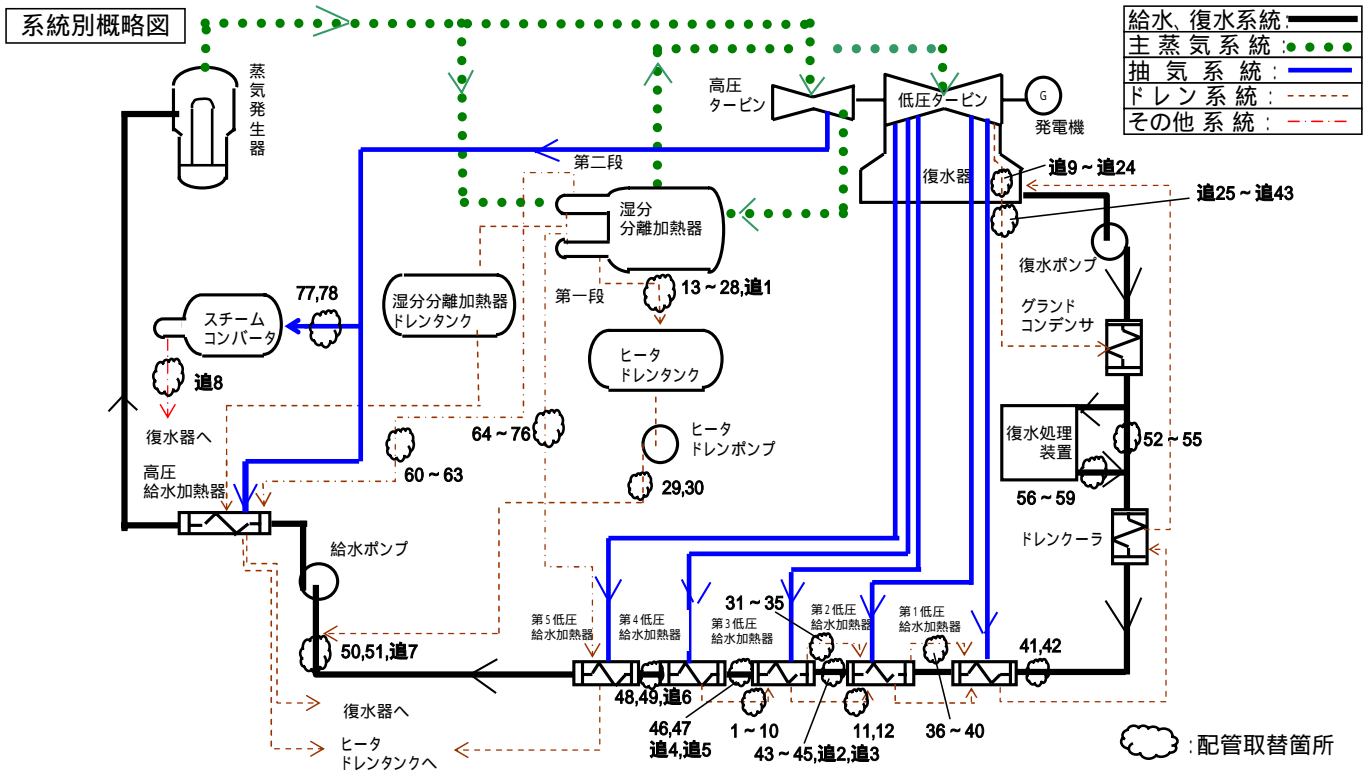 系統別概略図
給水、復水系統:
主蒸気系統:
抽気系統:
ドレン系統:
その他系統:
蒸気発生器
高圧
タービン
低圧タービン
G
発電機
復水器
追9～追24
追25～追43
第二段
湿分
分離加熱器
第一段
13～28,追1
復水ポンプ
グランド
コンデンサ
77,78
スチーム
コンバータ
湿分分離加熱器
ドレンタンク
ヒータ
ドレンタンク
追8
復水器へ
64～76
60～63
ヒータ
ドレンポンプ
29,30
復水処理
装置
52～55
56～59
高圧
給水加熱器
ドレンクーラ
給水ポンプ
50,51,追7
第5低圧
給水加熱器
第4低圧
給水加熱器
第3低圧
給水加熱器
31～35
第2低圧
給水加熱器
第1低圧
給水加熱器
41,42
48,49,追6
46,47
追4,追5
1～10
43～45,追2,追3
11,12
36～40
復水器へ
ヒータ
ドレンタンクへ
:配管取替箇所